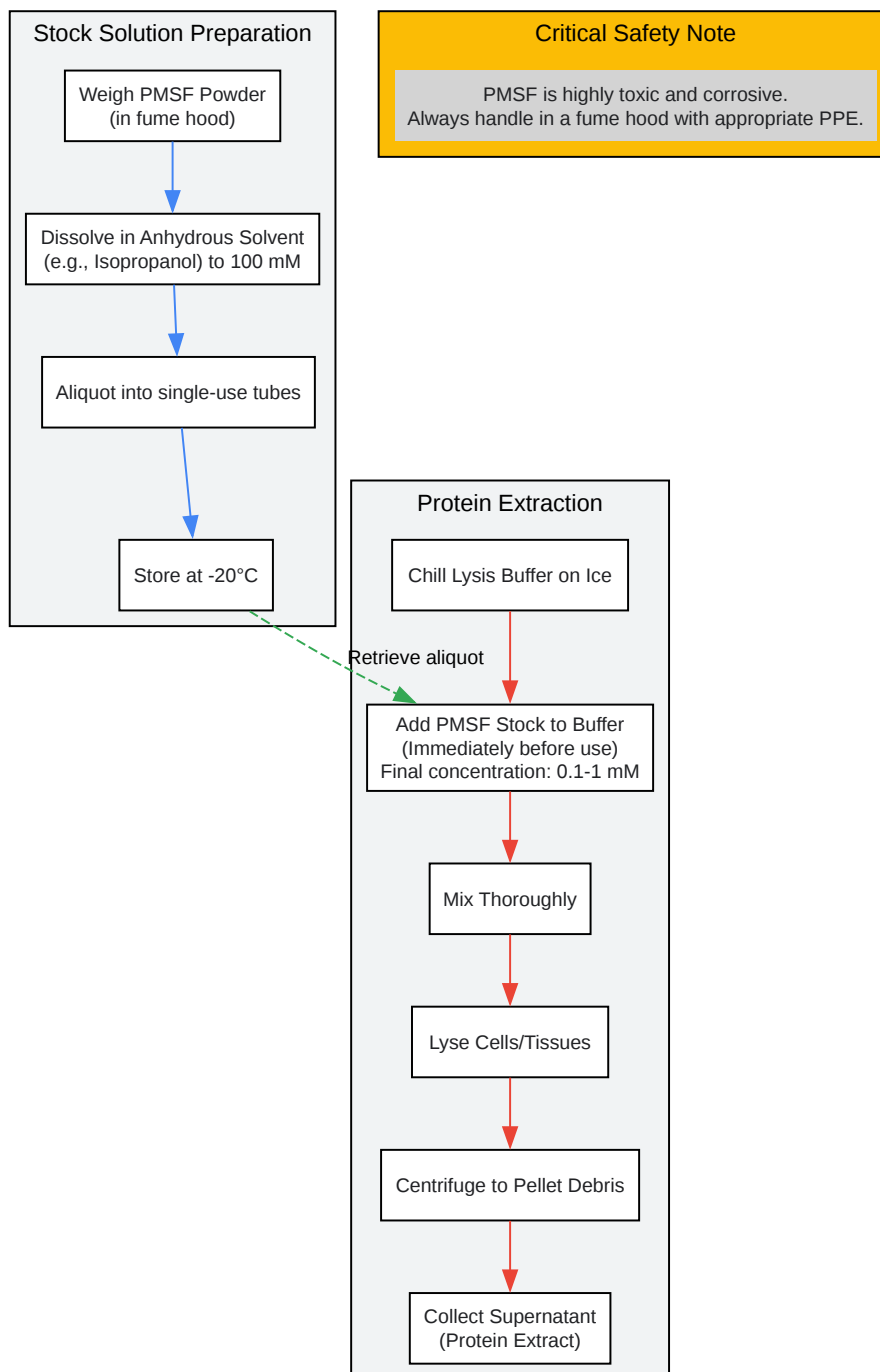 Stock Solution Preparation
Weigh PMSF Powder
(in fume hood)
Dissolve in Anhydrous Solvent
(e.g., Isopropanol) to 100 mM
Aliquot into single-use tubes
Store at -20°C
Critical Safety Note
PMSF is highly toxic and corrosive.
Always handle in a fume hood with appropriate PPE.
Retrieve aliquot
Protein Extraction
Chill Lysis Buffer on Ice
Add PMSF Stock to Buffer
(Immediately before use)
Final concentration: 0.1-1 mM
Mix Thoroughly
Lyse Cells/Tissues
Centrifuge to Pellet Debris
Collect Supernatant
(Protein Extract)